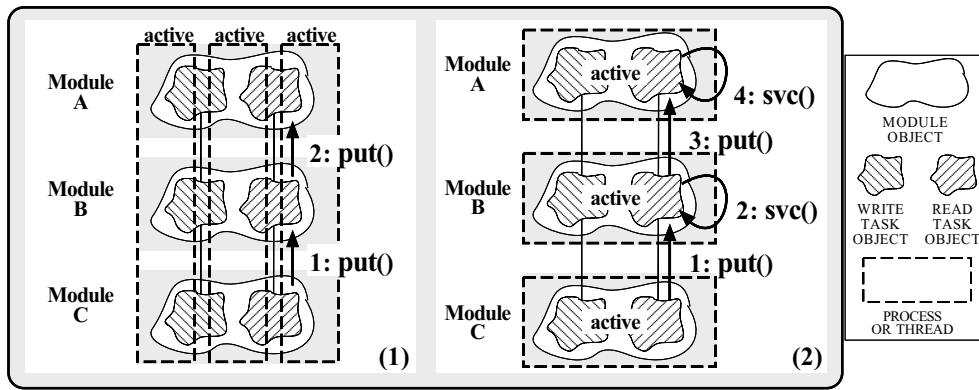 active active active
Module
A
2: put()
Module
B
1: put()
Module
C
(1)
Module
A
active
4: svc()
3: put()
Module
B
active
2: svc()
1: put()
Module
C
active
(2)
MODULE
OBJECT
WRITE
TASK
OBJECT
READ
TASK
OBJECT
PROCESS
OR THREAD